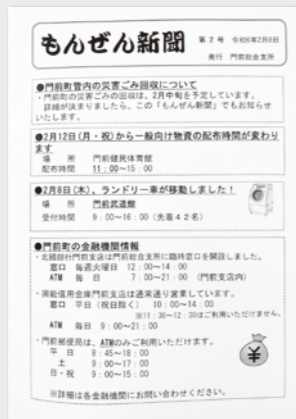 もんぜん新聞
第2号 令和6年2月8日
発行 門前総合支所
●門前町管内の災害ごみ回収について
・門前町の災害ごみの回収は、2月中旬を予定しています。
詳細が決まりましたら、この「もんぜん新聞」でもお知らせ
いたします。
●2月12日(月・祝)から一般向け物資の配布時間が変わり
ます
場 所 門前健民体育館
配布時間 11:00~15:00
●2月8日(木)、ランドリー車が移動しました!
場 所 門前武道館
受付時間 9:00~16:00(先着42名)
●門前町の金融機関情報
・北國銀行門前支店は門前総合支所に臨時窓口を開設しました。
窓口 毎週火曜日 12:00~14:00
ATM 毎日 7:00~21:00 (門前支店内)
・興能信用金庫門前支店は通常通り営業しています。
窓口 平日(祝日除く) 10:00~14:00
※11:30~12:30はご利用いただけません。
ATM 毎日 9:00~21:00
・門前郵便局は、ATMのみご利用いただけます。
平 日 8:45~18:00
土 9:00~17:00
日・祝 9:00~15:00
※詳細は各金融機関にお問い合わせください。
¥